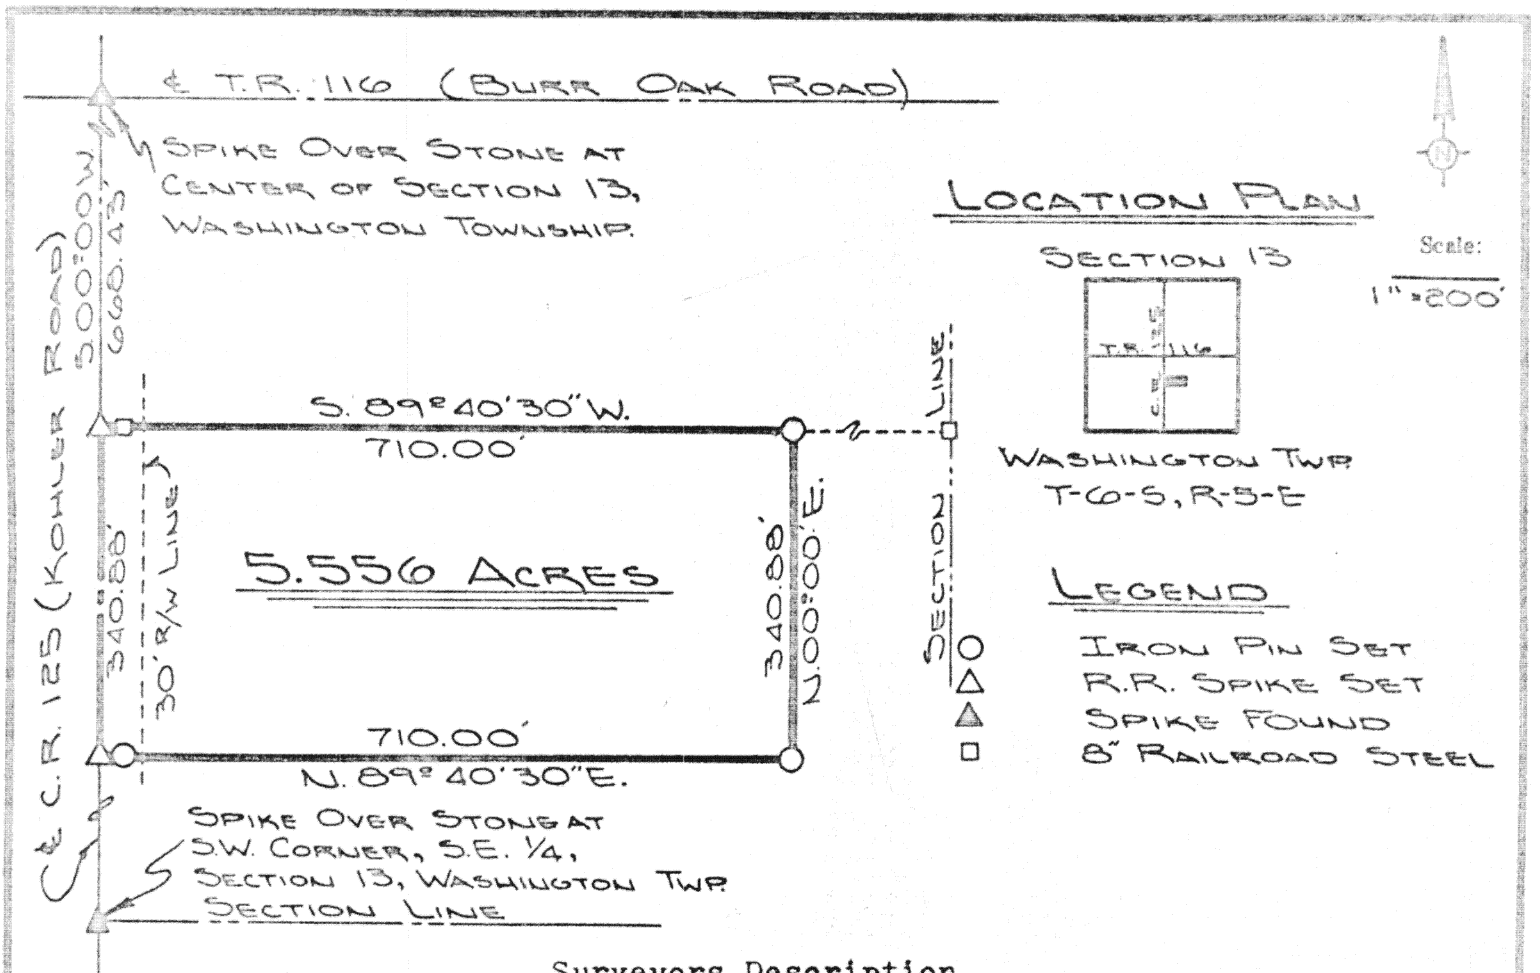 ℄ T.R. 116 (BURR OAK ROAD)
SPIKE OVER STONE AT
CENTER OF SECTION 13,
WASHINGTON TOWNSHIP.
S.00°00'W.
660.43'
℄ C.R. 125 (KOHLER ROAD)
N
LOCATION PLAN
SECTION 13
Scale:
1"=200'
T.R. 116
C.R. 125
WASHINGTON TWP.
T-6-S, R-5-E
S. 89°40'30"W.
710.00'
SECTION LINE
340.88'
30' R/W LINE
5.556 ACRES
340.88'
N.00°00'E.
710.00'
N. 89°40'30"E.
LEGEND
IRON PIN SET
R.R. SPIKE SET
SPIKE FOUND
8" RAILROAD STEEL
SPIKE OVER STONE AT
S.W. CORNER, S.E. 1/4,
SECTION 13, WASHINGTON TWP.
SECTION LINE
Surveyors Description